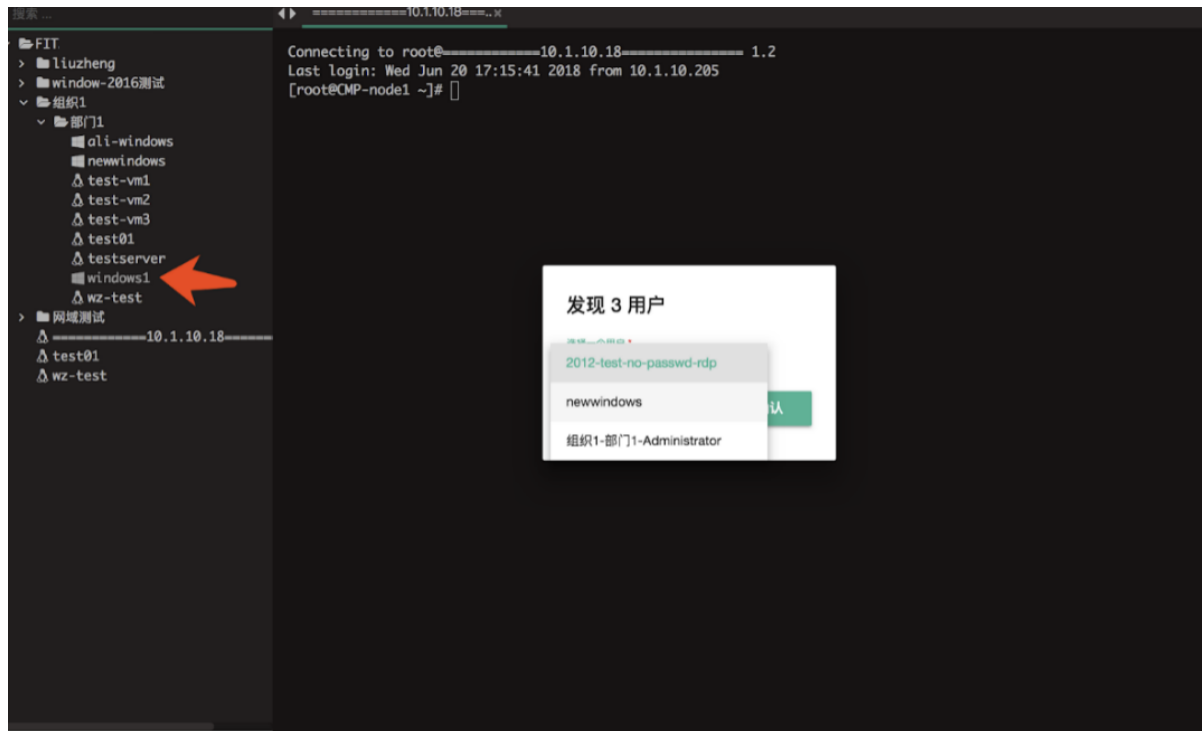 搜索 ...
FIT
liuzheng
window-2016测试
组织1
部门1
ali-windows
newwindows
test-vm1
test-vm2
test-vm3
test01
testserver
windows1
wz-test
网域测试
============10.1.10.18======
test01
wz-test
============10.1.10.18===..×
Connecting to root@============10.1.10.18=============== 1.2
Last login: Wed Jun 20 17:15:41 2018 from 10.1.10.205
[root@CMP-node1 ~]#
发现 3 用户
2012-test-no-passwd-rdp
newwindows
组织1-部门1-Administrator
认